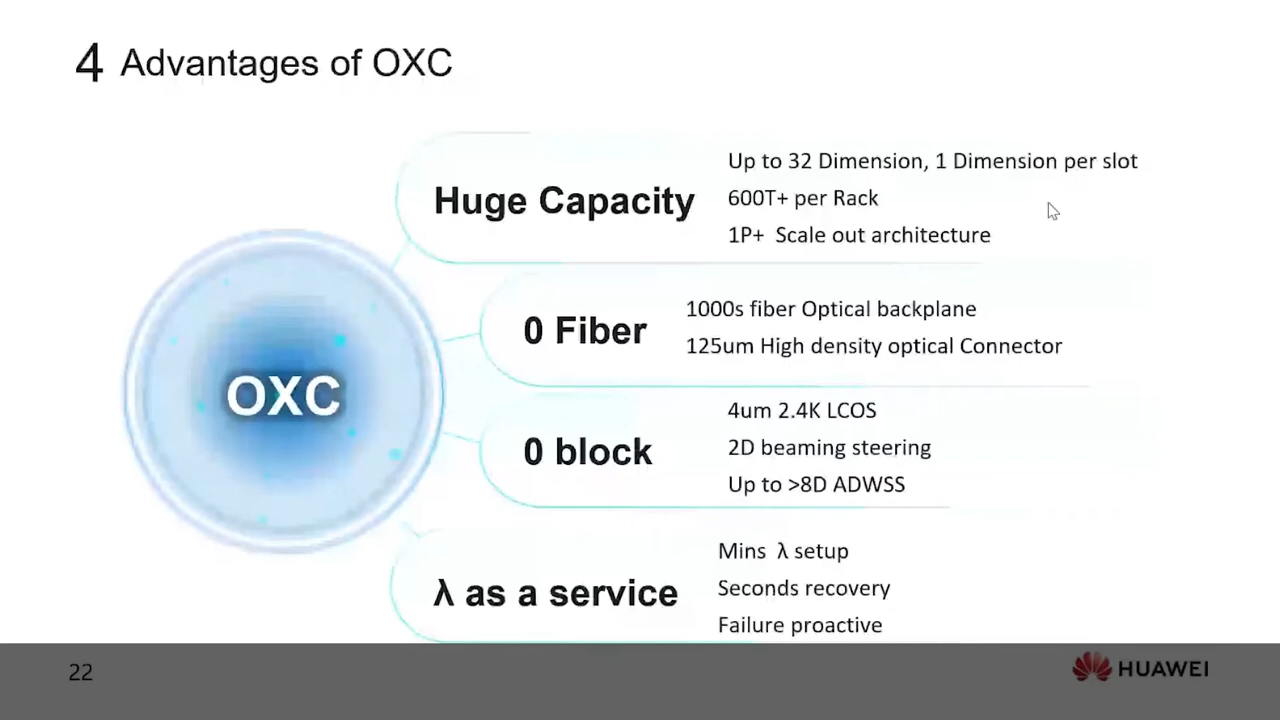 4 Advantages of OXC
OXC
Huge Capacity
Up to 32 Dimension, 1 Dimension per slot
600T+ per Rack
1P+ Scale out architecture
0 Fiber
1000s fiber Optical backplane
125um High density optical Connector
0 block
4um 2.4K LCOS
2D beaming steering
Up to >8D ADWSS
λ as a service
Mins λ setup
Seconds recovery
Failure proactive
22
HUAWEI